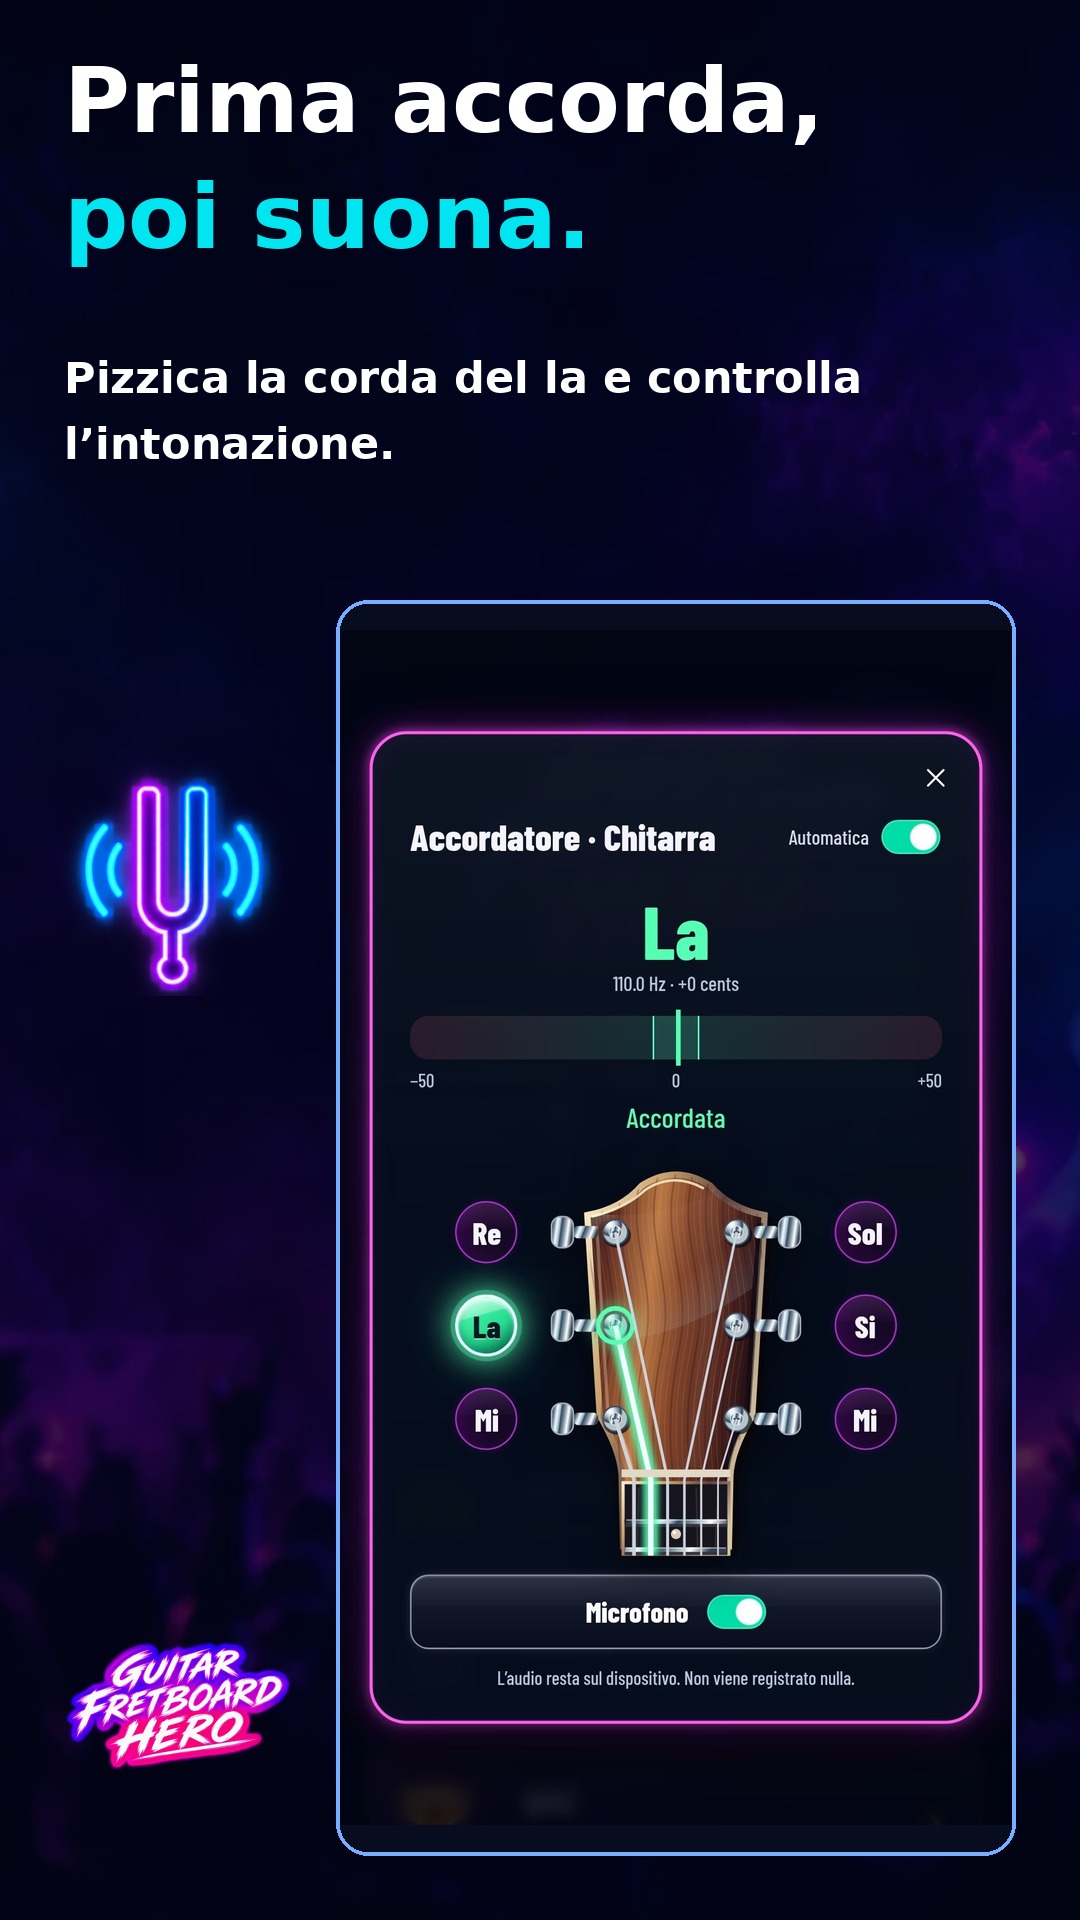 Prima accorda,
poi suona.
Pizzica la corda del la e controlla
l’intonazione.
Accordatore · Chitarra
Automatica
La
110.0 Hz · +0 cents
−50
0
+50
Accordata
Re
Sol
La
Si
Mi
Mi
Microfono
L’audio resta sul dispositivo. Non viene registrato nulla.
GUITAR
FRETBOARD
HERO